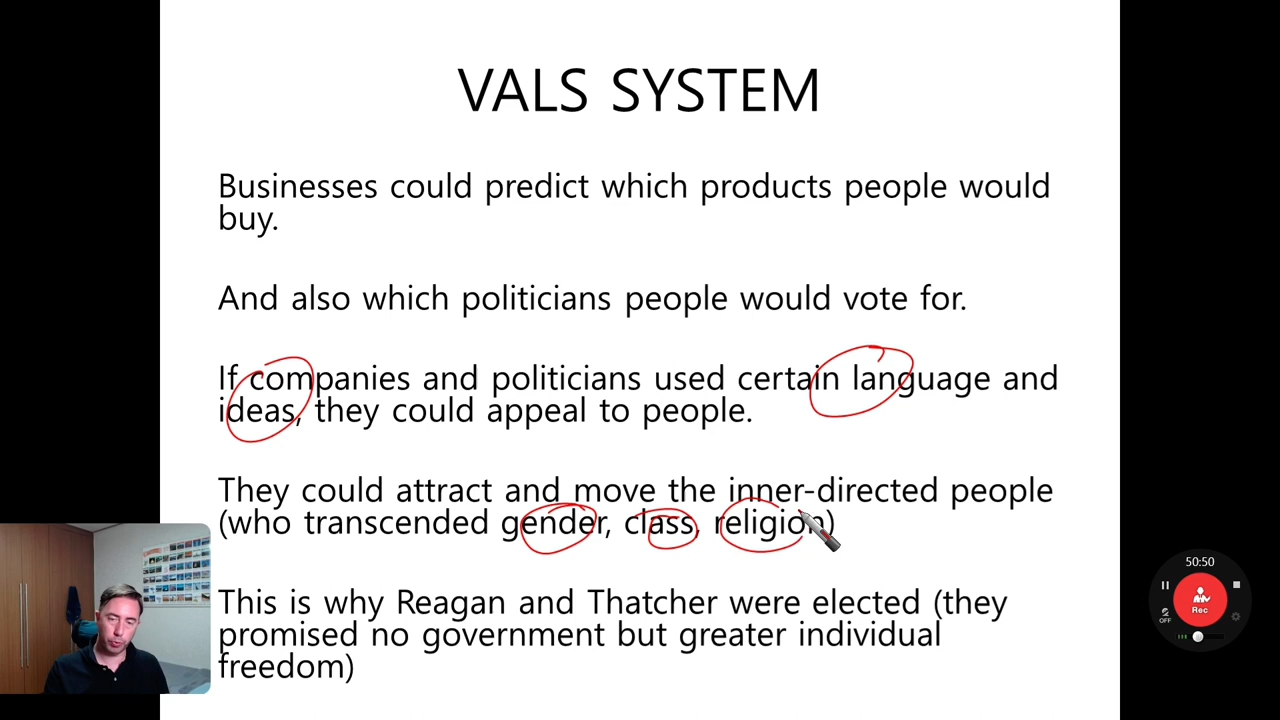 VALS SYSTEM
Businesses could predict which products people would
buy.
And also which politicians people would vote for.
If companies and politicians used certain language and
ideas, they could appeal to people.
They could attract and move the inner-directed people
(who transcended gender, class, religion)
This is why Reagan and Thatcher were elected (they
promised no government but greater individual
freedom)
50:50
Rec
OFF